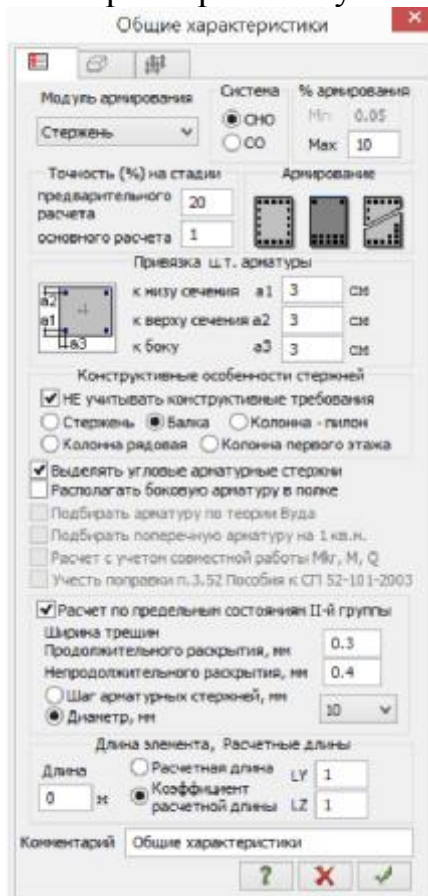 Общие характеристики
Модуль армирования
Система
% армирования
Стержень
СНО
СО
Min 0.05
Max 10
Точность (%) на стадии
предварительного расчета 20
основного расчета 1
Армирование
Привязка ц.т. арматуры
a2
a1
a3
к низу сечения a1 3 см
к верху сечения a2 3 см
к боку a3 3 см
Конструктивные особенности стержней
НЕ учитывать конструктивные требования
Стержень Балка Колонна - пилон
Колонна рядовая Колонна первого этажа
Выделять угловые арматурные стержни
Располагать боковую арматуру в полке
Подбирать арматуру по теории Вуда
Подбирать поперечную арматуру на 1 кв.м.
Расчет с учетом совместной работы Mkr, M, Q
Учесть поправки п.3.52 Пособия к СП 52-101-2003
Расчет по предельным состояниям II-й группы
Ширина трещин
Продолжительного раскрытия, мм 0.3
Непродолжительного раскрытия, мм 0.4
Шаг арматурных стержней, мм
Диаметр, мм
10
Длина элемента, Расчетные длины
Длина
0 м
Расчетная длина
Коэффициент расчетной длины
LY 1
LZ 1
Комментарий Общие характеристики
?